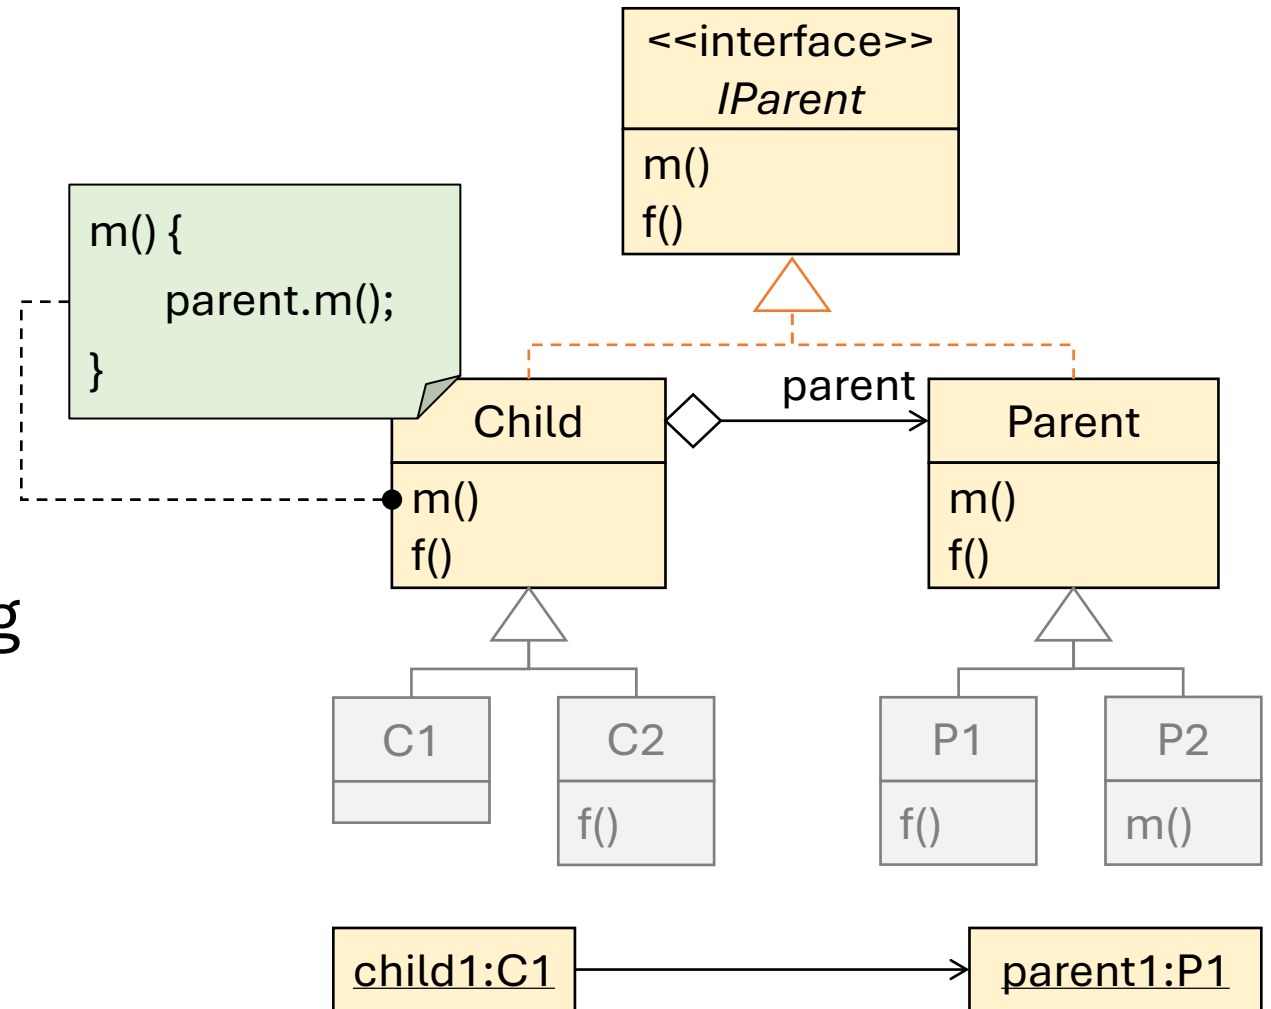 <<interface>>
IParent
m()
f()
m() {
parent.m();
}
parent
Child
m()
f()
Parent
m()
f()
g
C1
C2
f()
P1
f()
P2
m()
child1:C1
parent1:P1